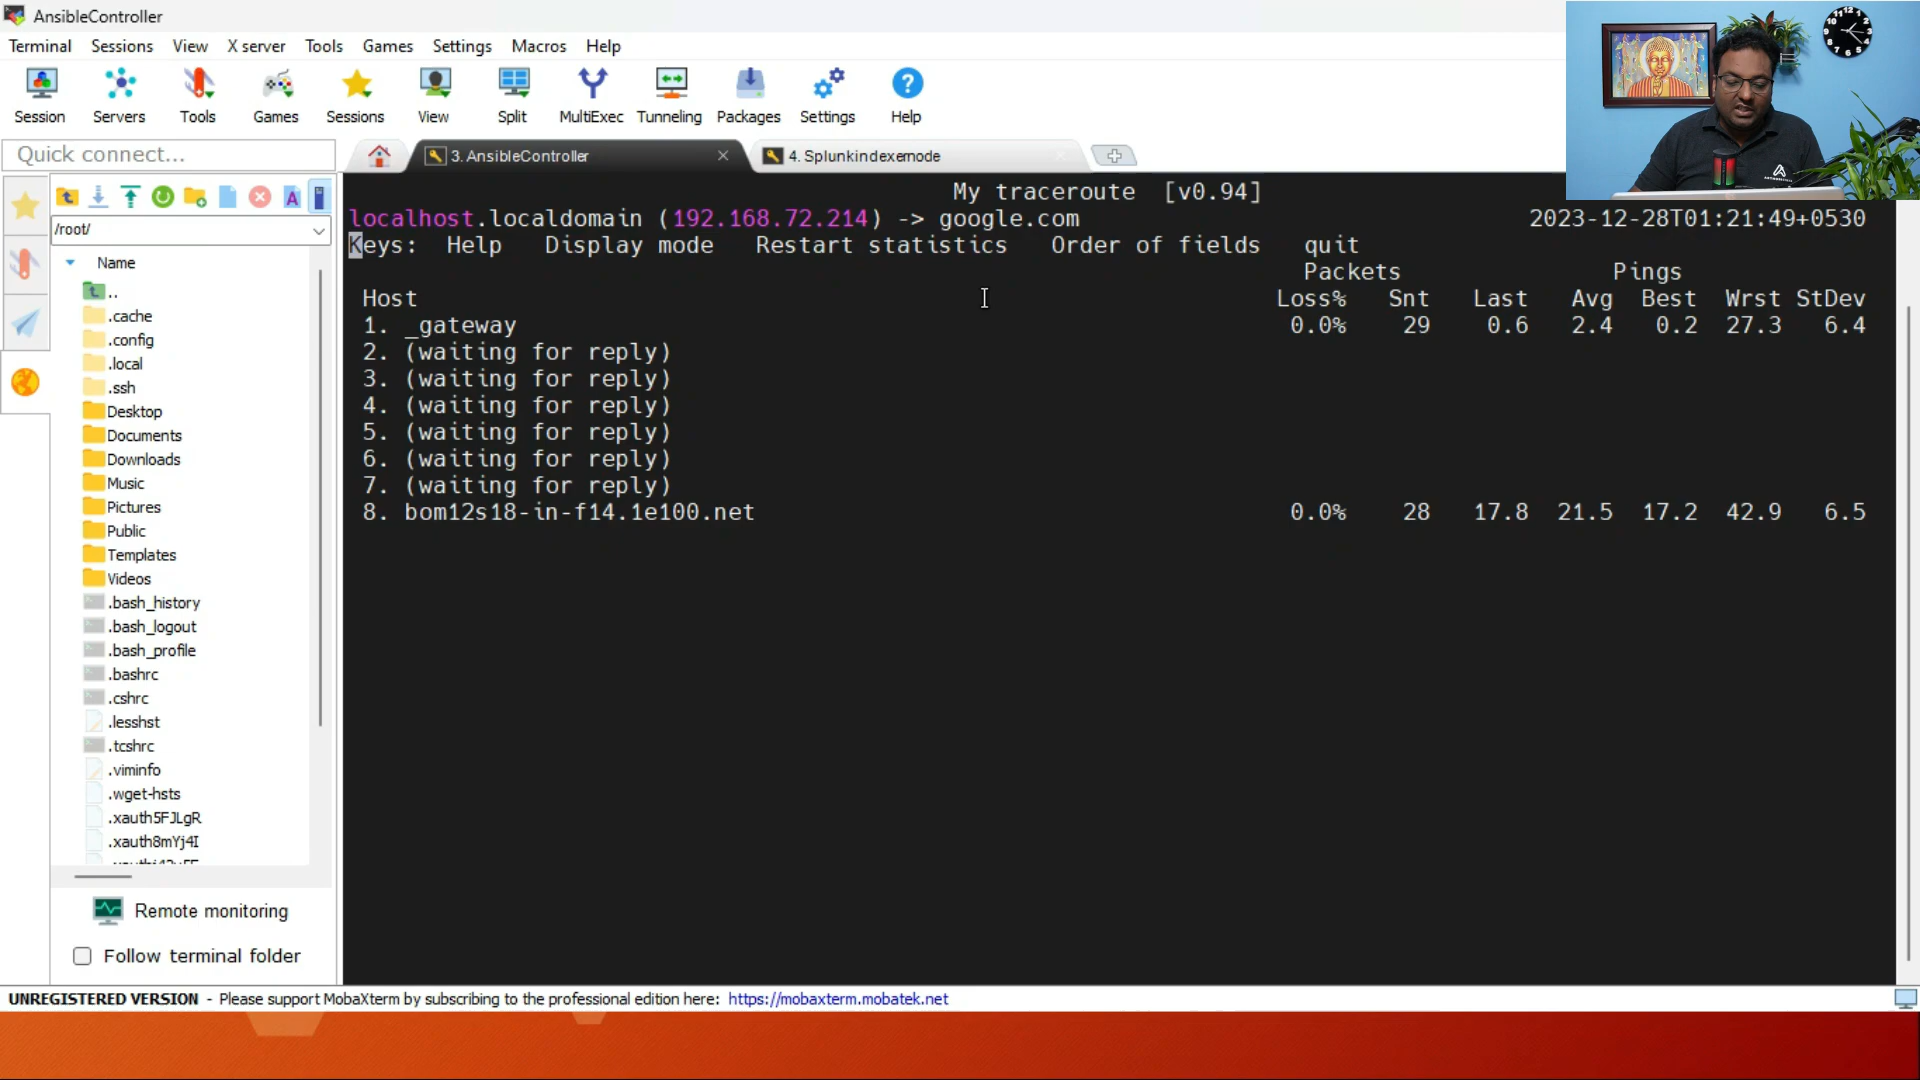 AnsibleController
Terminal Sessions View X server Tools Games Settings Macros Help
Session Servers Tools Games Sessions View Split MultiExec Tunneling Packages Settings Help
Quick connect...
3. AnsibleController
4. Splunkindexernode
/root/
Name
..
.cache
.config
.local
.ssh
Desktop
Documents
Downloads
Music
Pictures
Public
Templates
Videos
.bash_history
.bash_logout
.bash_profile
.bashrc
.cshrc
.lesshst
.tcshrc
.viminfo
.wget-hsts
.xauth5FJLgR
.xauth8mYj4I
Remote monitoring
Follow terminal folder
My traceroute [v0.94]
localhost.localdomain (192.168.72.214) -> google.com 2023-12-28T01:21:49+0530
Keys: Help Display mode Restart statistics Order of fields quit
Packets Pings
Host Loss% Snt Last Avg Best Wrst StDev
1. _gateway 0.0% 29 0.6 2.4 0.2 27.3 6.4
2. (waiting for reply)
3. (waiting for reply)
4. (waiting for reply)
5. (waiting for reply)
6. (waiting for reply)
7. (waiting for reply)
8. bom12s18-in-f14.1e100.net 0.0% 28 17.8 21.5 17.2 42.9 6.5
UNREGISTERED VERSION - Please support MobaXterm by subscribing to the professional edition here: https://mobaxterm.mobatek.net